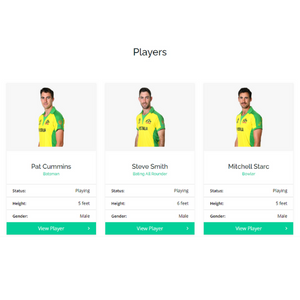 Players
Pat Cummins
Batsman
Status: Playing
Height: 5 feet
Gender: Male
View Player
Steve Smith
Batting All Rounder
Status: Playing
Height: 6 feet
Gender: Male
View Player
Mitchell Starc
Bowler
Status: Playing
Height: 5 feet
Gender: Male
View Player